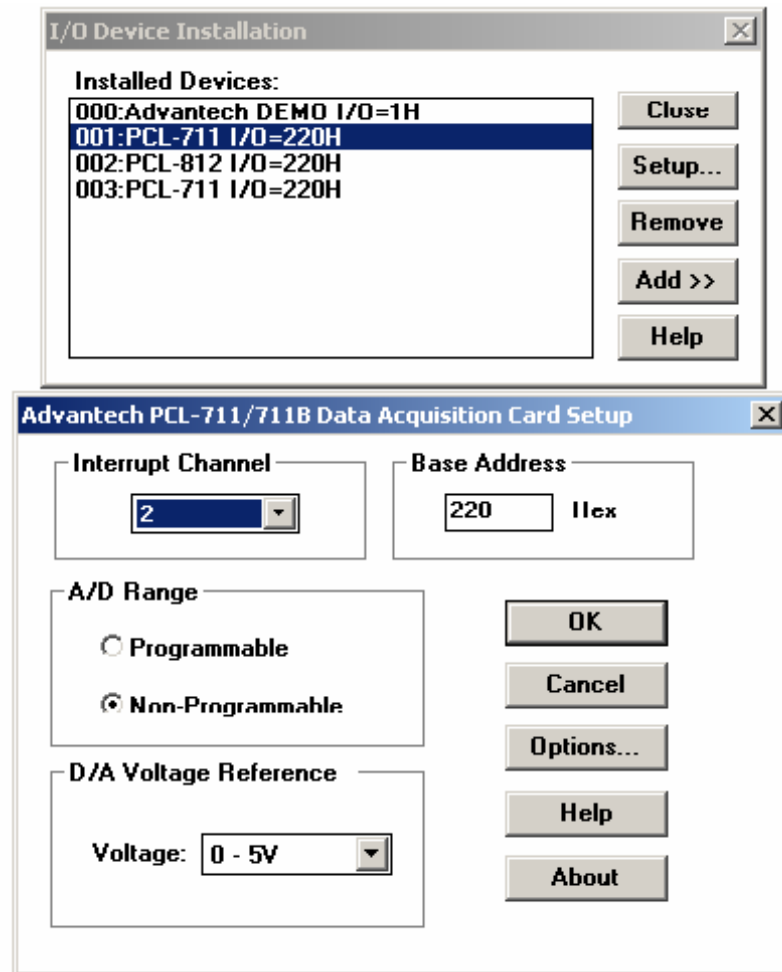 I/O Device Installation
Installed Devices:
000:Advantech DEMO I/O=1H
001:PCL-711 I/O=220H
002:PCL-812 I/O=220H
003:PCL-711 I/O=220H
Close
Setup...
Remove
Add >>
Help
Advantech PCL-711/711B Data Acquisition Card Setup
Interrupt Channel
2
Base Address
220 Hex
A/D Range
Programmable
Non-Programmable
D/A Voltage Reference
Voltage: 0 - 5V
OK
Cancel
Options...
Help
About